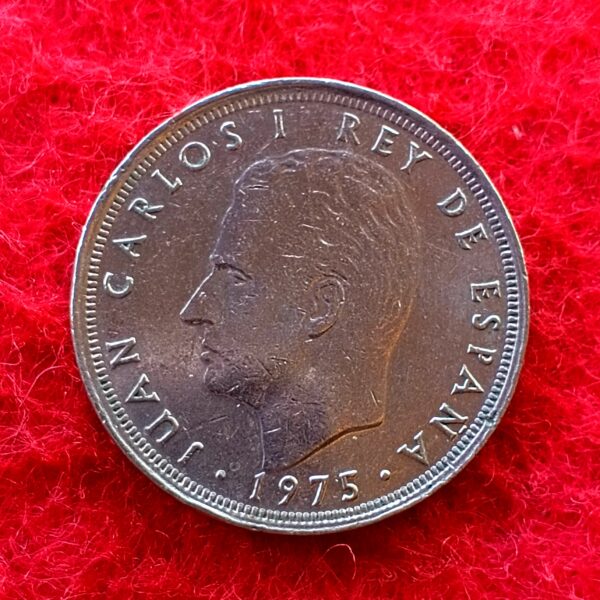 JUAN CARLOS I REY DE ESPAÑA
· 1975 ·